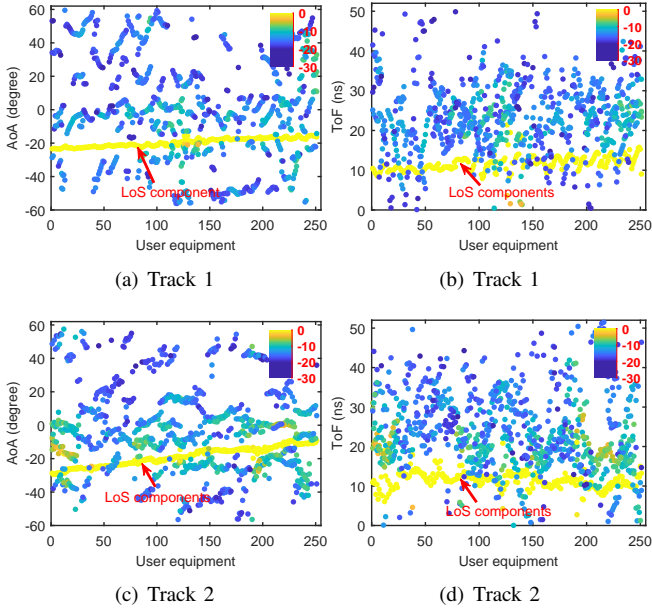 60
40
20
0
-20
-40
-60
AoA (degree)
0
-10
-20
-30
LoS component
0 50 100 150 200 250
User equipment
(a) Track 1
50
40
30
20
10
0
ToF (ns)
0
-10
-20
-30
LoS components
0 50 100 150 200 250
User equipment
(b) Track 1
60
40
20
0
-20
-40
-60
AoA (degree)
0
-10
-20
-30
LoS components
0 50 100 150 200 250
User equipment
(c) Track 2
50
40
30
20
10
0
ToF (ns)
0
-10
-20
-30
LoS components
0 50 100 150 200 250
User equipment
(d) Track 2